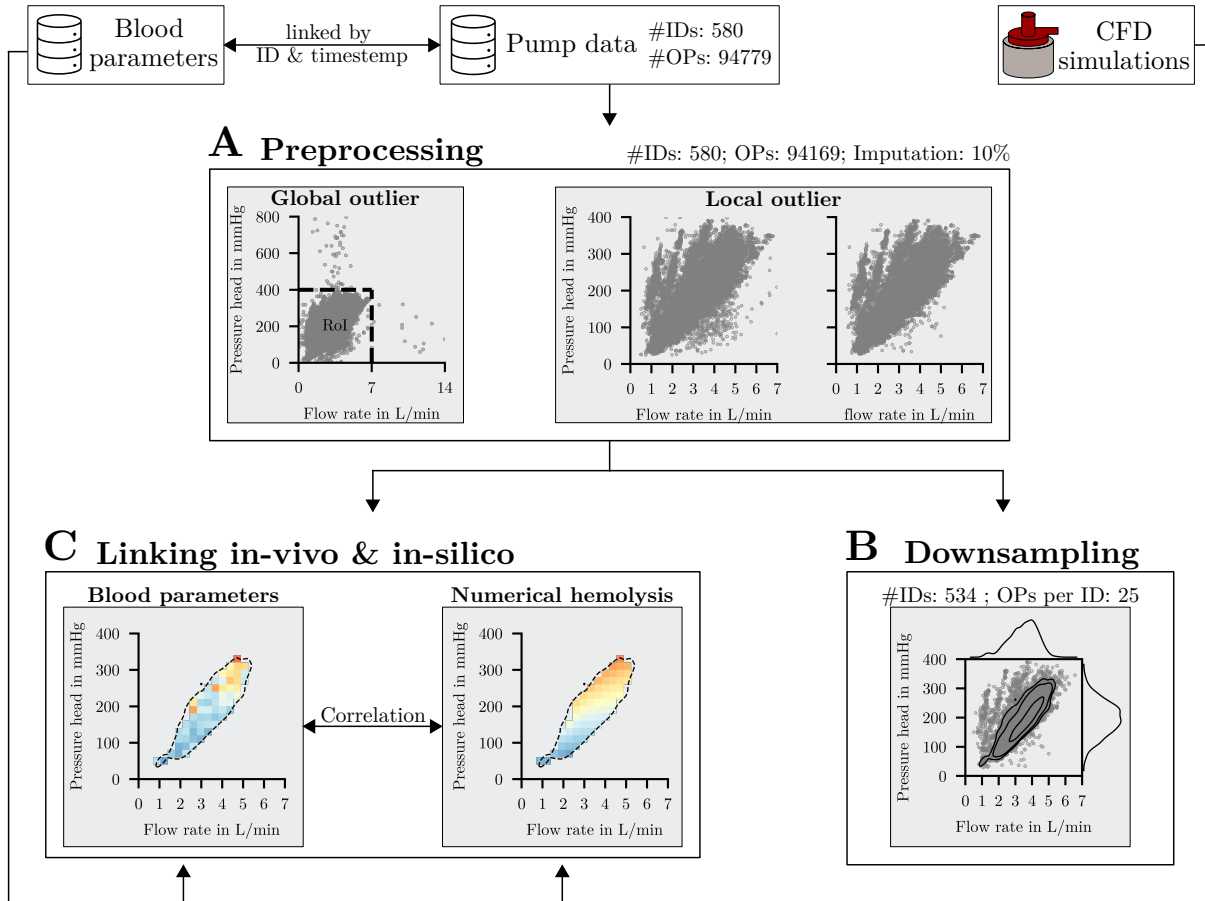 Blood
parameters
linked by
ID & timestemp
Pump data
#IDs: 580
#OPs: 94779
CFD
simulations
A Preprocessing
#IDs: 580; OPs: 94169; Imputation: 10%
Global outlier
Pressure head in mmHg
800
600
400
200
0
RoI
0 7 14
Flow rate in L/min
Local outlier
Pressure head in mmHg
400
300
200
100
0
0 1 2 3 4 5 6 7
Flow rate in L/min
0 1 2 3 4 5 6 7
flow rate in L/min
C Linking in-vivo & in-silico
Blood parameters
Pressure head in mmHg
400
300
200
100
0
0 1 2 3 4 5 6 7
Flow rate in L/min
Correlation
Numerical hemolysis
Pressure head in mmHg
400
300
200
100
0
0 1 2 3 4 5 6 7
Flow rate in L/min
B Downsampling
#IDs: 534 ; OPs per ID: 25
Pressure head in mmHg
400
300
200
100
0
0 1 2 3 4 5 6 7
Flow rate in L/min